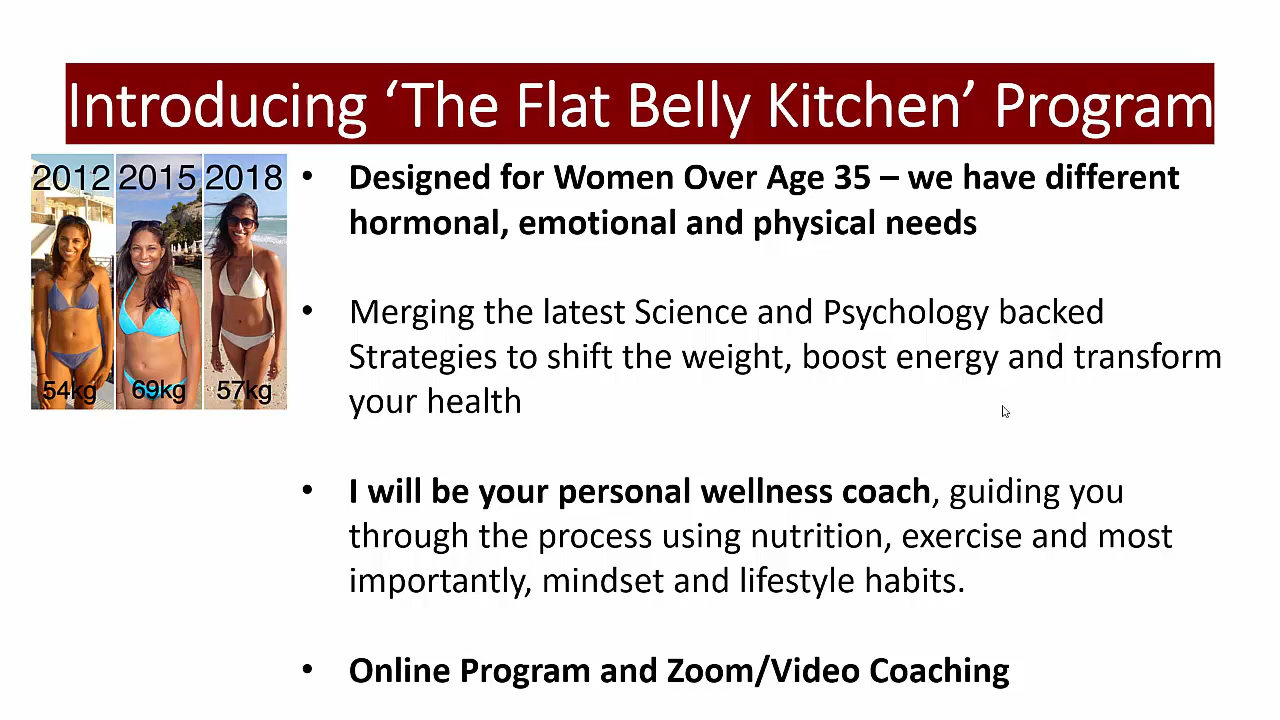 Introducing ‘The Flat Belly Kitchen’ Program
2012 2015 2018
54kg 69kg 57kg
• Designed for Women Over Age 35 – we have different
hormonal, emotional and physical needs
• Merging the latest Science and Psychology backed
Strategies to shift the weight, boost energy and transform
your health
• I will be your personal wellness coach, guiding you
through the process using nutrition, exercise and most
importantly, mindset and lifestyle habits.
• Online Program and Zoom/Video Coaching